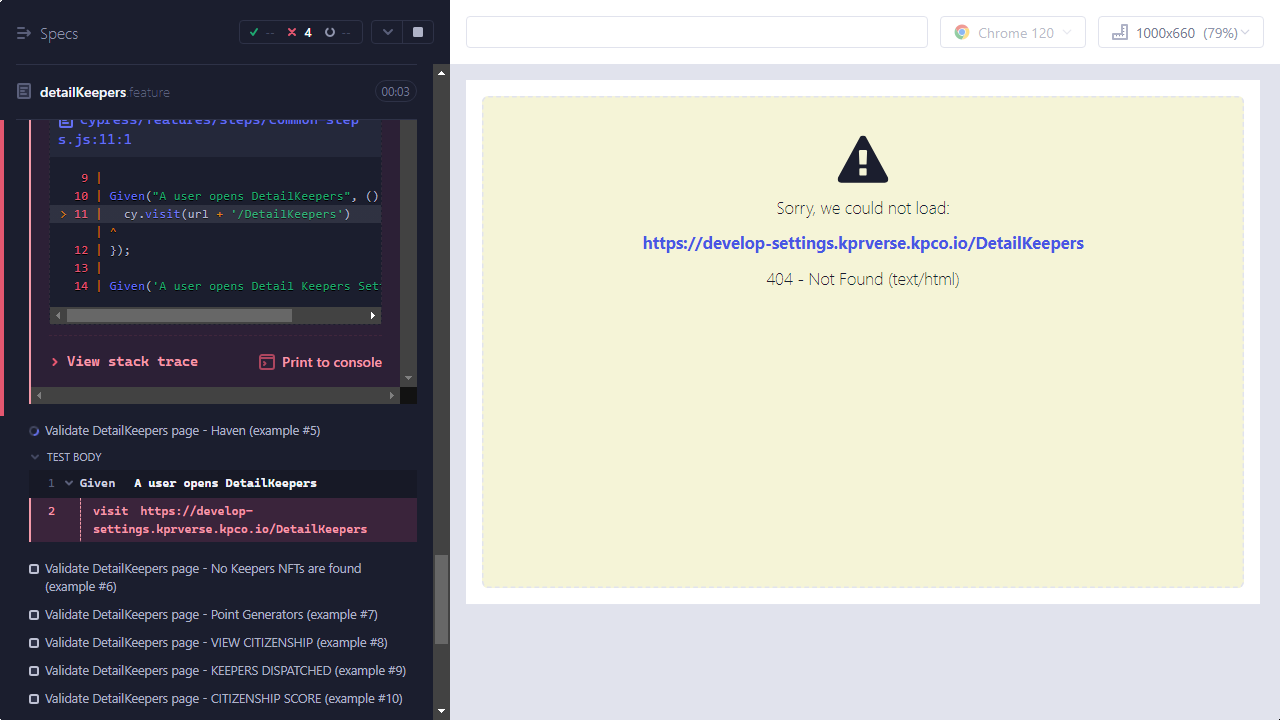 Specs
--
4
--
Chrome 120
1000x660 (79%)
detailKeepers.feature
00:03
cypress/features/steps/common-step
s.js:11:1
9 |
10 | Given("A user opens DetailKeepers", ()
> 11 | cy.visit(url + '/DetailKeepers')
| ^
12 | });
13 |
14 | Given('A user opens Detail Keepers Set
View stack trace
Print to console
Validate DetailKeepers page - Haven (example #5)
TEST BODY
1 Given A user opens DetailKeepers
2 visit https://develop-
settings.kprverse.kpco.io/DetailKeepers
Validate DetailKeepers page - No Keepers NFTs are found
(example #6)
Validate DetailKeepers page - Point Generators (example #7)
Validate DetailKeepers page - VIEW CITIZENSHIP (example #8)
Validate DetailKeepers page - KEEPERS DISPATCHED (example #9)
Validate DetailKeepers page - CITIZENSHIP SCORE (example #10)
Sorry, we could not load:
https://develop-settings.kprverse.kpco.io/DetailKeepers
404 - Not Found (text/html)